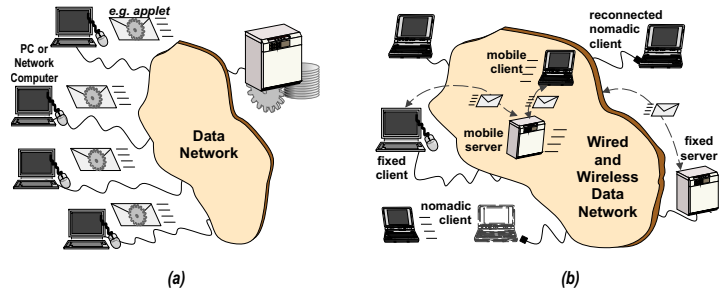 e.g. applet
PC or
Network
Computer
Data
Network
(a)
reconnected
nomadic
client
mobile
client
mobile
server
fixed
client
Wired
and
Wireless
Data
Network
fixed
server
nomadic
client
(b)